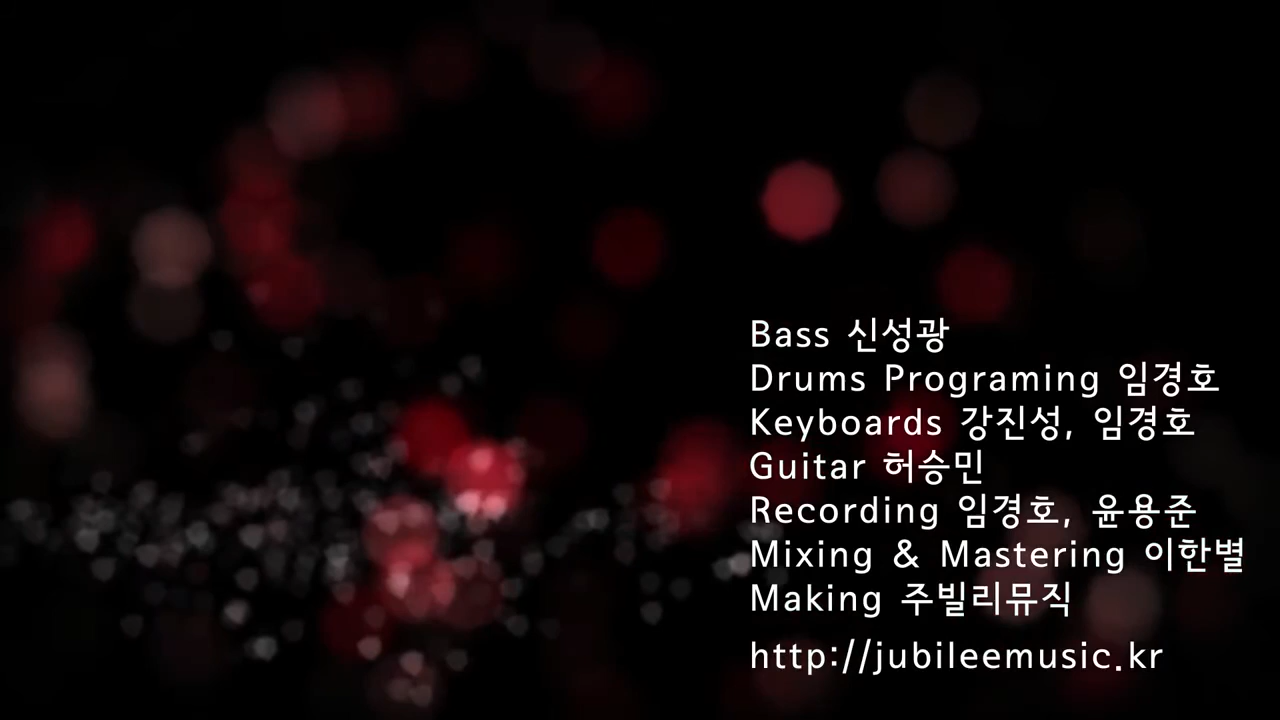 Bass 신성광
Drums Programing 임경호
Keyboards 강진성, 임경호
Guitar 허승민
Recording 임경호, 윤용준
Mixing & Mastering 이한별
Making 주빌리뮤직
http://jubileemusic.kr